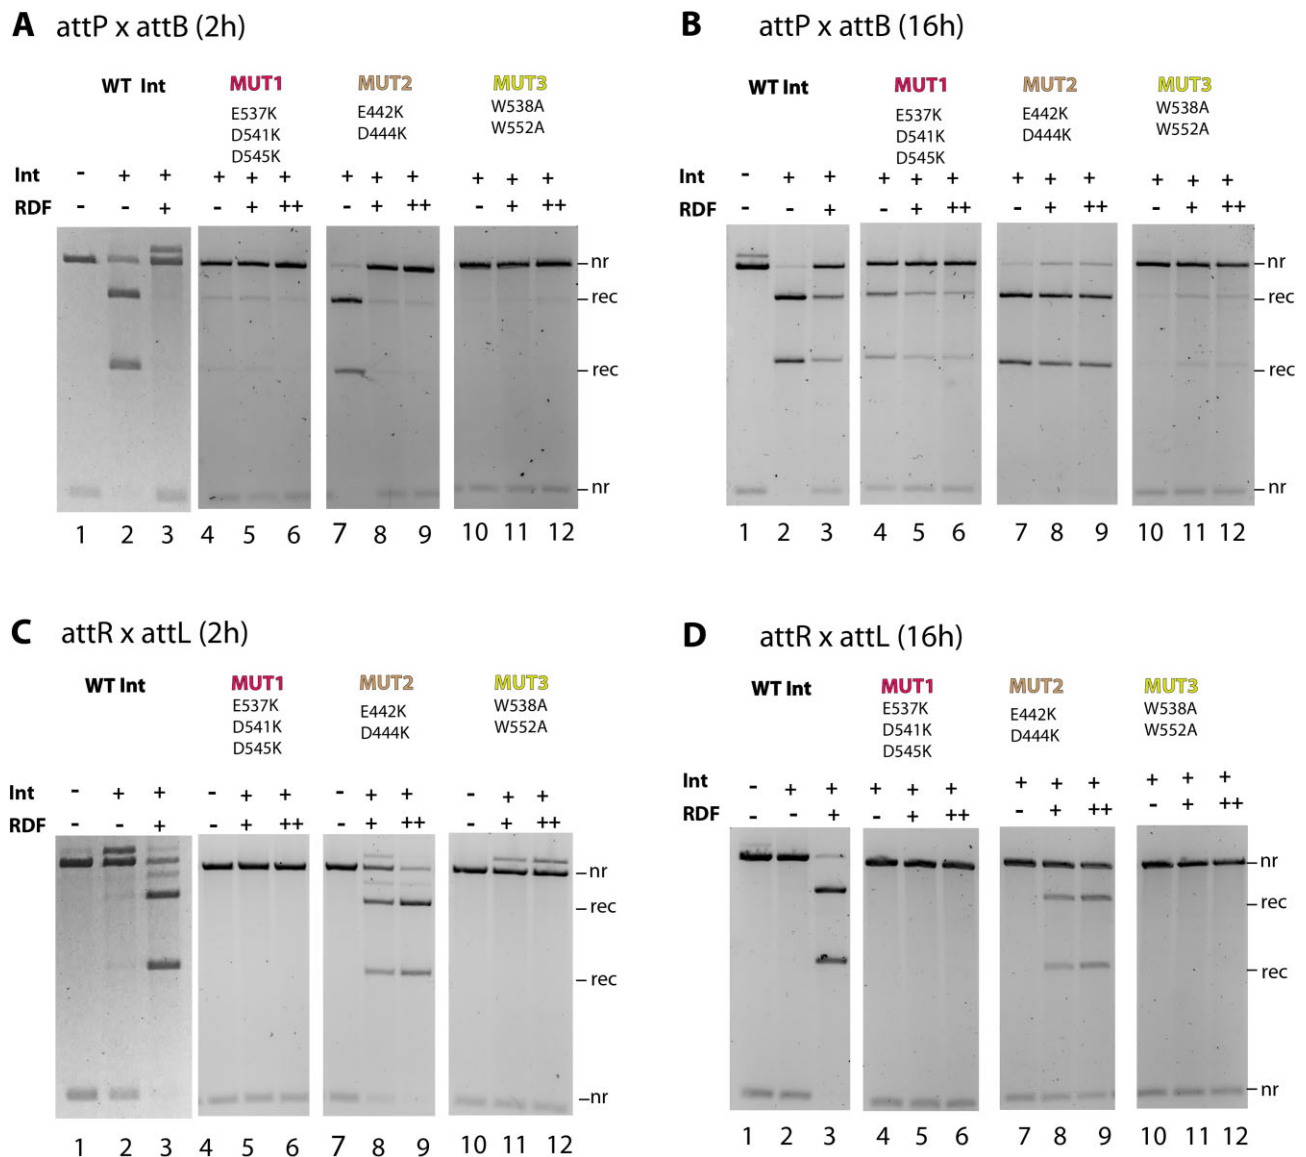 A attP x attB (2h)
WT Int MUT1 MUT2 MUT3
E537K E442K W538A
D541K D444K W552A
D545K
Int - + + + + + + + + + + +
RDF - - + - + ++ - + ++ - + ++
nr
rec
rec
nr
1 2 3 4 5 6 7 8 9 10 11 12
B attP x attB (16h)
WT Int MUT1 MUT2 MUT3
E537K E442K W538A
D541K D444K W552A
D545K
Int - + + + + + + + + + + +
RDF - - + - + ++ - + ++ - + ++
nr
rec
rec
nr
1 2 3 4 5 6 7 8 9 10 11 12
C attR x attL (2h)
WT Int MUT1 MUT2 MUT3
E537K E442K W538A
D541K D444K W552A
D545K
Int - + + - + + - + + - + +
RDF - - + - + ++ - + ++ - + ++
nr
rec
rec
nr
1 2 3 4 5 6 7 8 9 10 11 12
D attR x attL (16h)
WT Int MUT1 MUT2 MUT3
E537K E442K W538A
D541K D444K W552A
D545K
Int - + + + + + + + + + + +
RDF - - + - + ++ - + ++ - + ++
nr
rec
rec
nr
1 2 3 4 5 6 7 8 9 10 11 12